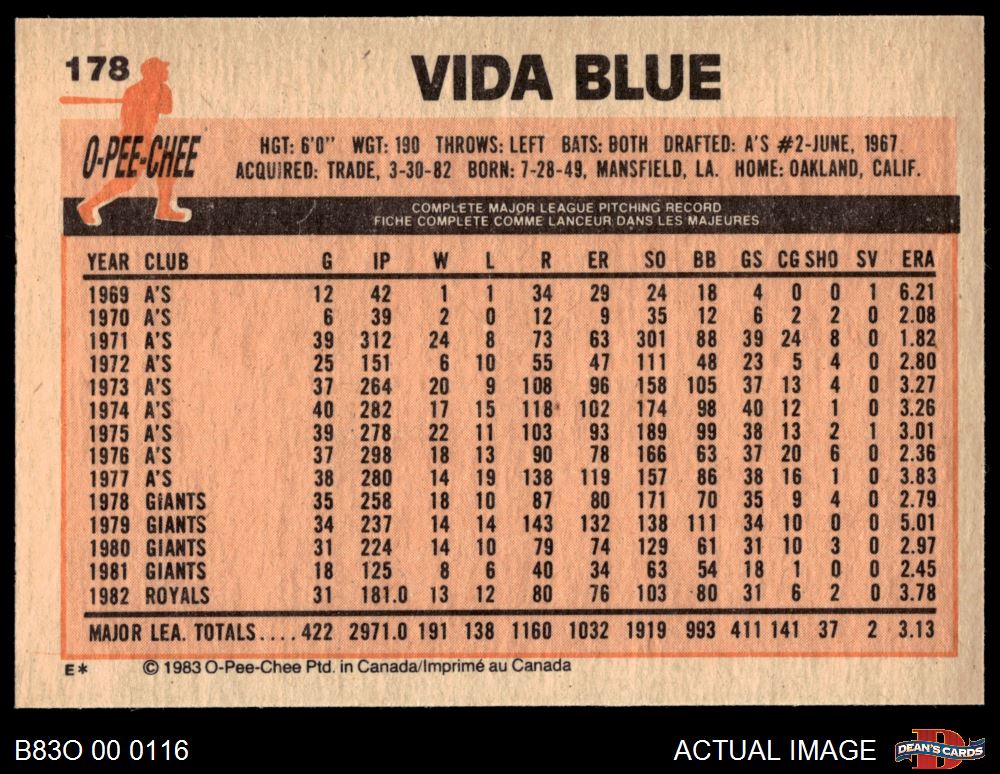 178
VIDA BLUE
O-PEE-CHEE
HGT: 6'0" WGT: 190 THROWS: LEFT BATS: BOTH DRAFTED: A'S #2-JUNE, 1967
ACQUIRED: TRADE, 3-30-82 BORN: 7-28-49, MANSFIELD, LA. HOME: OAKLAND, CALIF.
COMPLETE MAJOR LEAGUE PITCHING RECORD
FICHE COMPLETE COMME LANCEUR DANS LES MAJEURES
YEAR CLUB G IP W L R ER SO BB GS CG SHO SV ERA
1969 A'S 12 42 1 1 34 29 24 18 4 0 0 1 6.21
1970 A'S 6 39 2 0 12 9 35 12 6 2 2 0 2.08
1971 A'S 39 312 24 8 73 63 301 88 39 24 8 0 1.82
1972 A'S 25 151 6 10 55 47 111 48 23 5 4 0 2.80
1973 A'S 37 264 20 9 108 96 158 105 37 13 4 0 3.27
1974 A'S 40 282 17 15 118 102 174 98 40 12 1 0 3.26
1975 A'S 39 278 22 11 103 93 189 99 38 13 2 1 3.01
1976 A'S 37 298 18 13 90 78 166 63 37 20 6 0 2.36
1977 A'S 38 280 14 19 138 119 157 86 38 16 1 0 3.83
1978 GIANTS 35 258 18 10 87 80 171 70 35 9 4 0 2.79
1979 GIANTS 34 237 14 14 143 132 138 111 34 10 0 0 5.01
1980 GIANTS 31 224 14 10 79 74 129 61 31 10 3 0 2.97
1981 GIANTS 18 125 8 6 40 34 63 54 18 1 0 0 2.45
1982 ROYALS 31 181.0 13 12 80 76 103 80 31 6 2 0 3.78
MAJOR LEA. TOTALS.... 422 2971.0 191 138 1160 1032 1919 993 411 141 37 2 3.13
E* © 1983 O-Pee-Chee Ptd. in Canada/Imprimé au Canada
B83O 00 0116 ACTUAL IMAGE DEAN'S CARDS